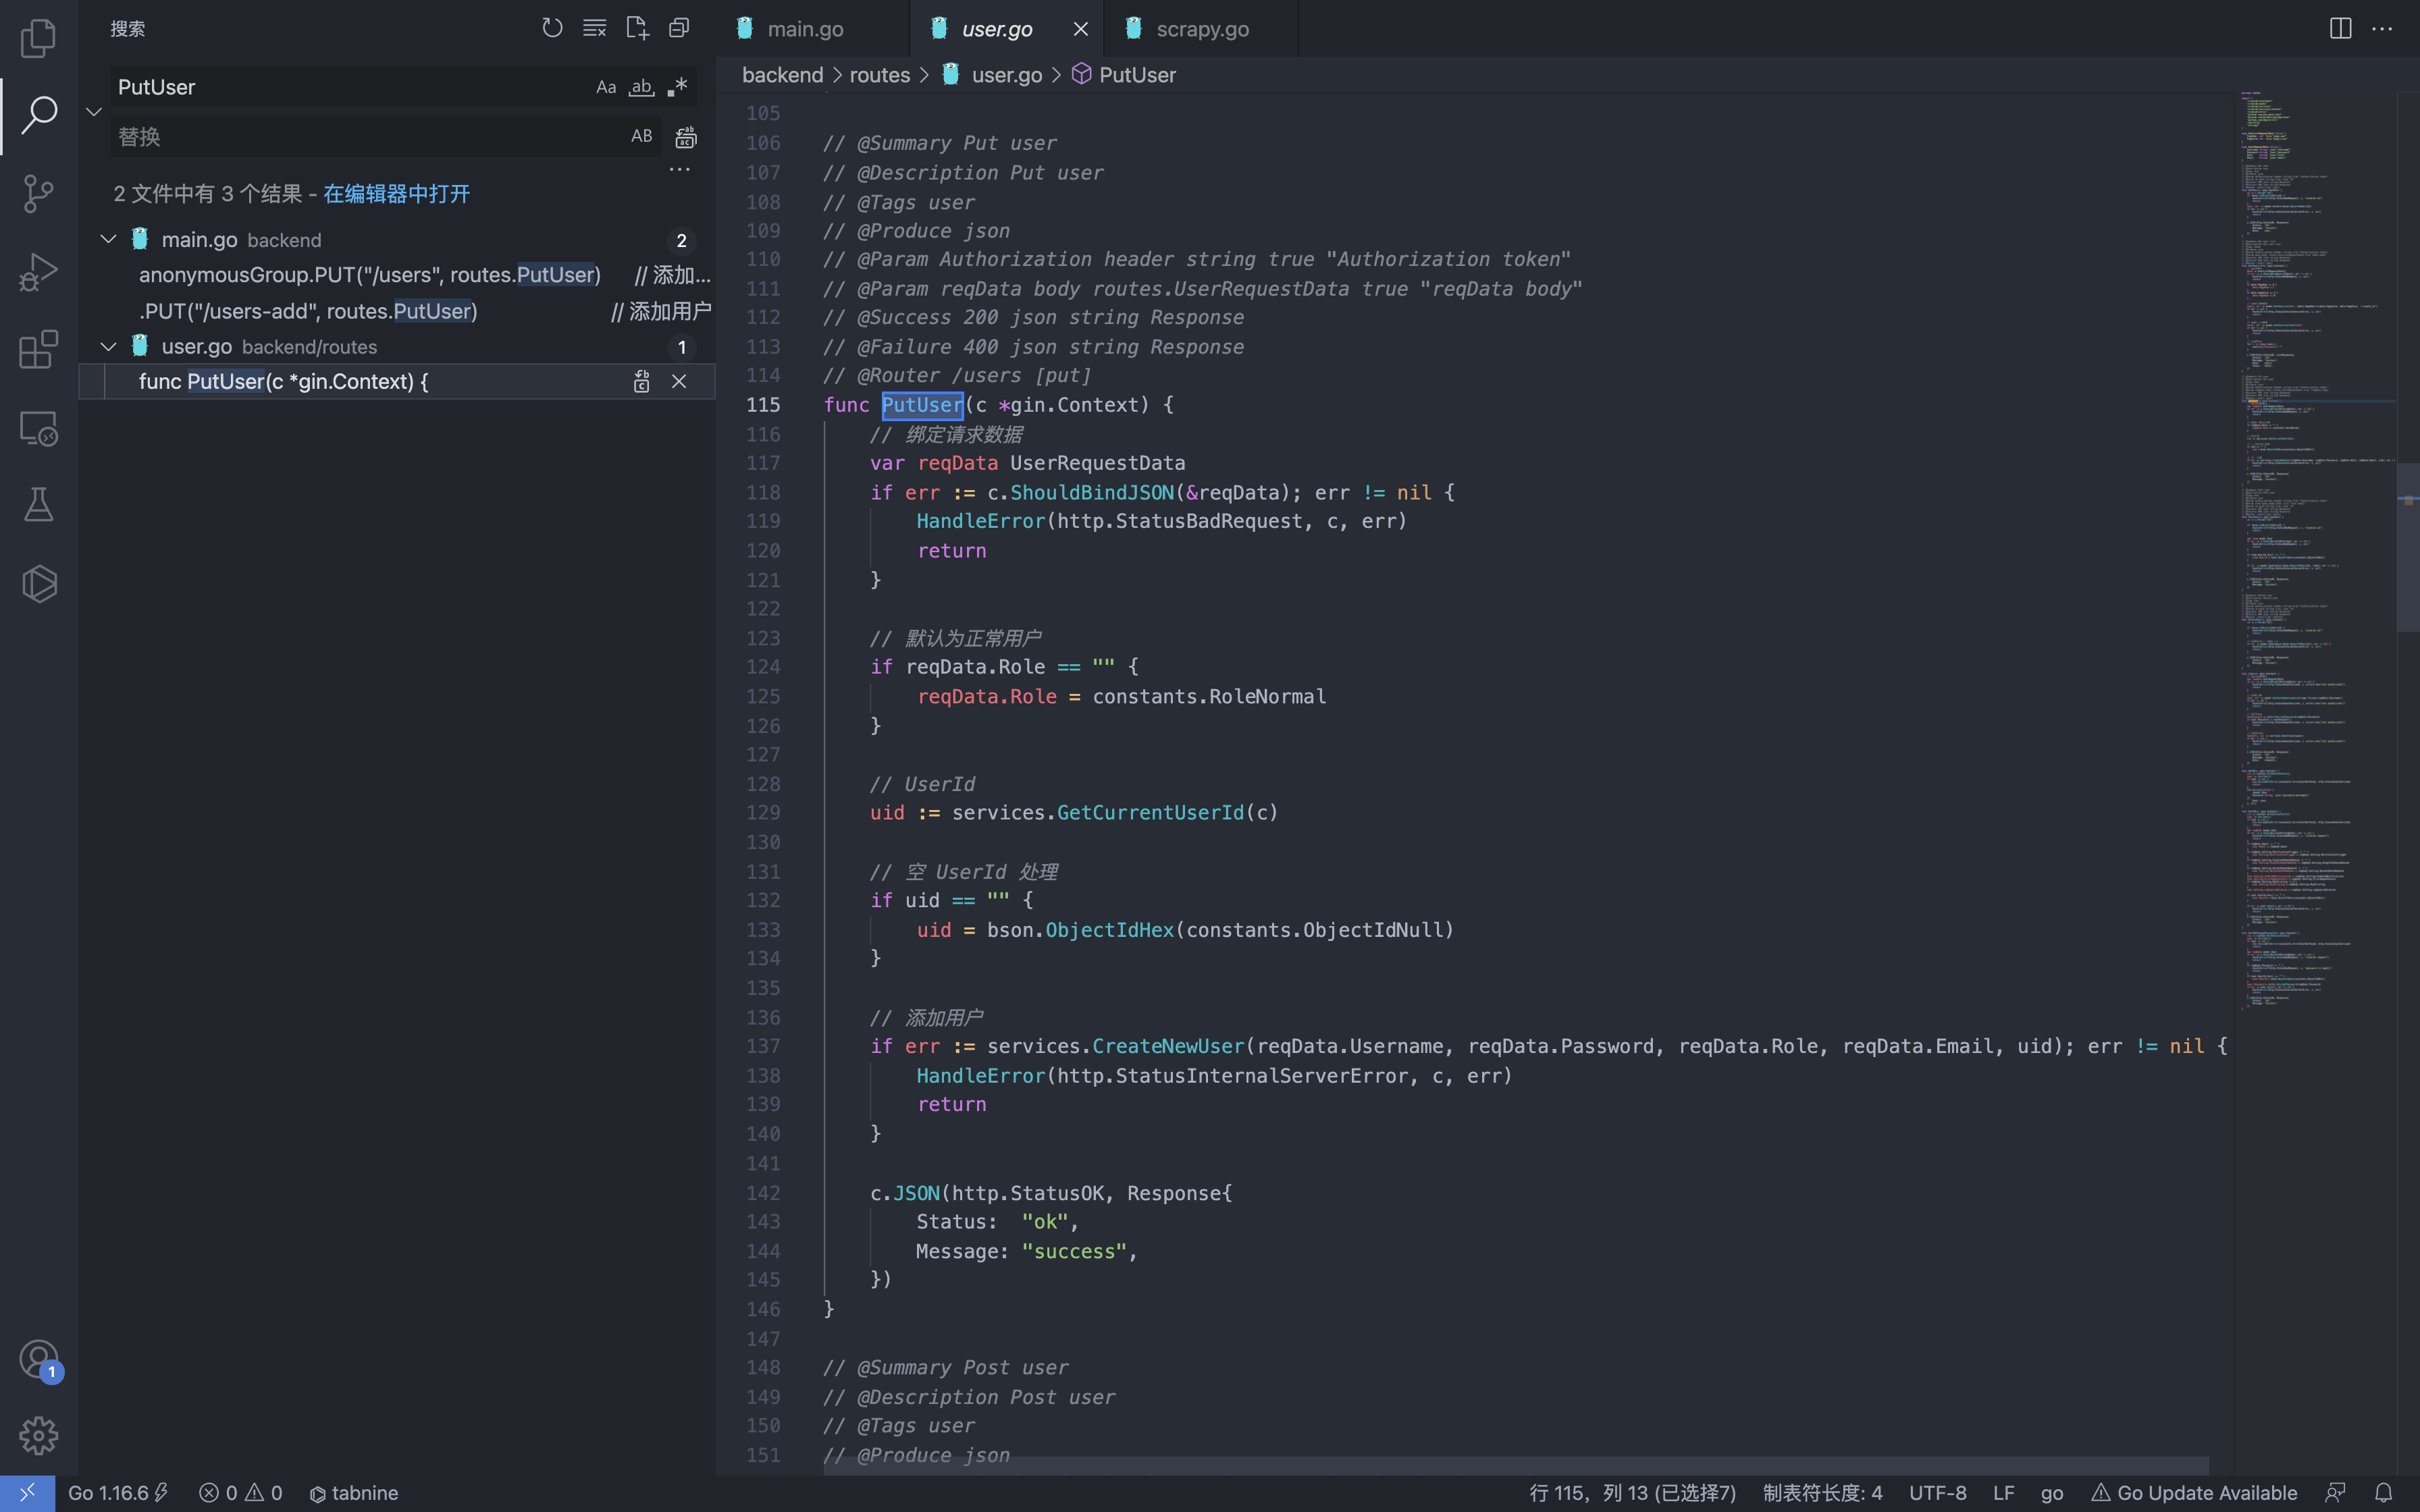 搜索
PutUser
Aa
ab
替换
AB
2 文件中有 3 个结果 - 在编辑器中打开
main.go backend 2
anonymousGroup.PUT("/users", routes.PutUser) // 添加...
.PUT("/users-add", routes.PutUser) // 添加用户
user.go backend/routes 1
func PutUser(c *gin.Context) {
main.go
user.go
scrapy.go
backend > routes > user.go > PutUser
105
106 // @Summary Put user
107 // @Description Put user
108 // @Tags user
109 // @Produce json
110 // @Param Authorization header string true "Authorization token"
111 // @Param reqData body routes.UserRequestData true "reqData body"
112 // @Success 200 json string Response
113 // @Failure 400 json string Response
114 // @Router /users [put]
115 func PutUser(c *gin.Context) {
116 // 绑定请求数据
117 var reqData UserRequestData
118 if err := c.ShouldBindJSON(&reqData); err != nil {
119 HandleError(http.StatusBadRequest, c, err)
120 return
121 }
122
123 // 默认为正常用户
124 if reqData.Role == "" {
125 reqData.Role = constants.RoleNormal
126 }
127
128 // UserId
129 uid := services.GetCurrentUserId(c)
130
131 // 空 UserId 处理
132 if uid == "" {
133 uid = bson.ObjectIdHex(constants.ObjectIdNull)
134 }
135
136 // 添加用户
137 if err := services.CreateNewUser(reqData.Username, reqData.Password, reqData.Role, reqData.Email, uid); err != nil {
138 HandleError(http.StatusInternalServerError, c, err)
139 return
140 }
141
142 c.JSON(http.StatusOK, Response{
143 Status: "ok",
144 Message: "success",
145 })
146 }
147
148 // @Summary Post user
149 // @Description Post user
150 // @Tags user
151 // @Produce json
1
Go 1.16.6 0 0 tabnine
行 115，列 13 (已选择7) 制表符长度: 4 UTF-8 LF go Go Update Available